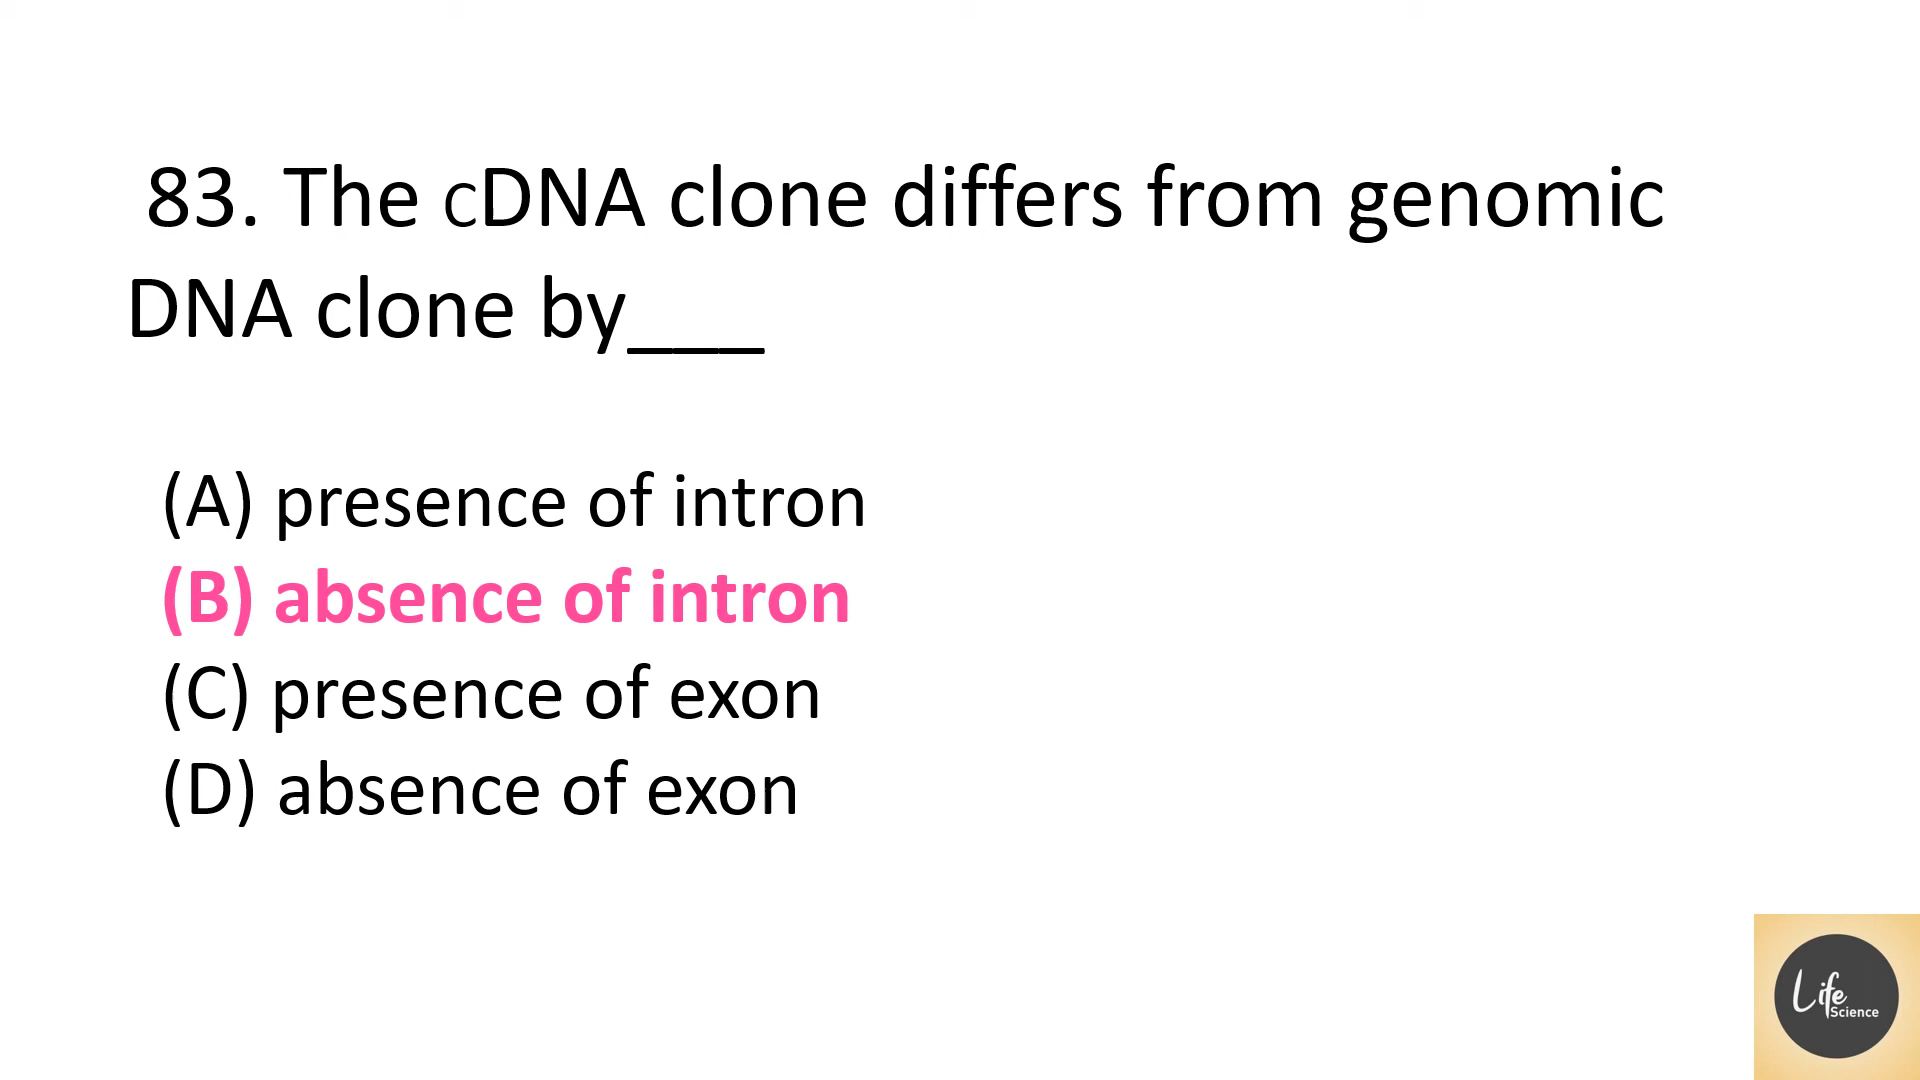 83. The cDNA clone differs from genomic
DNA clone by___
(A) presence of intron
(B) absence of intron
(C) presence of exon
(D) absence of exon
Life
Science